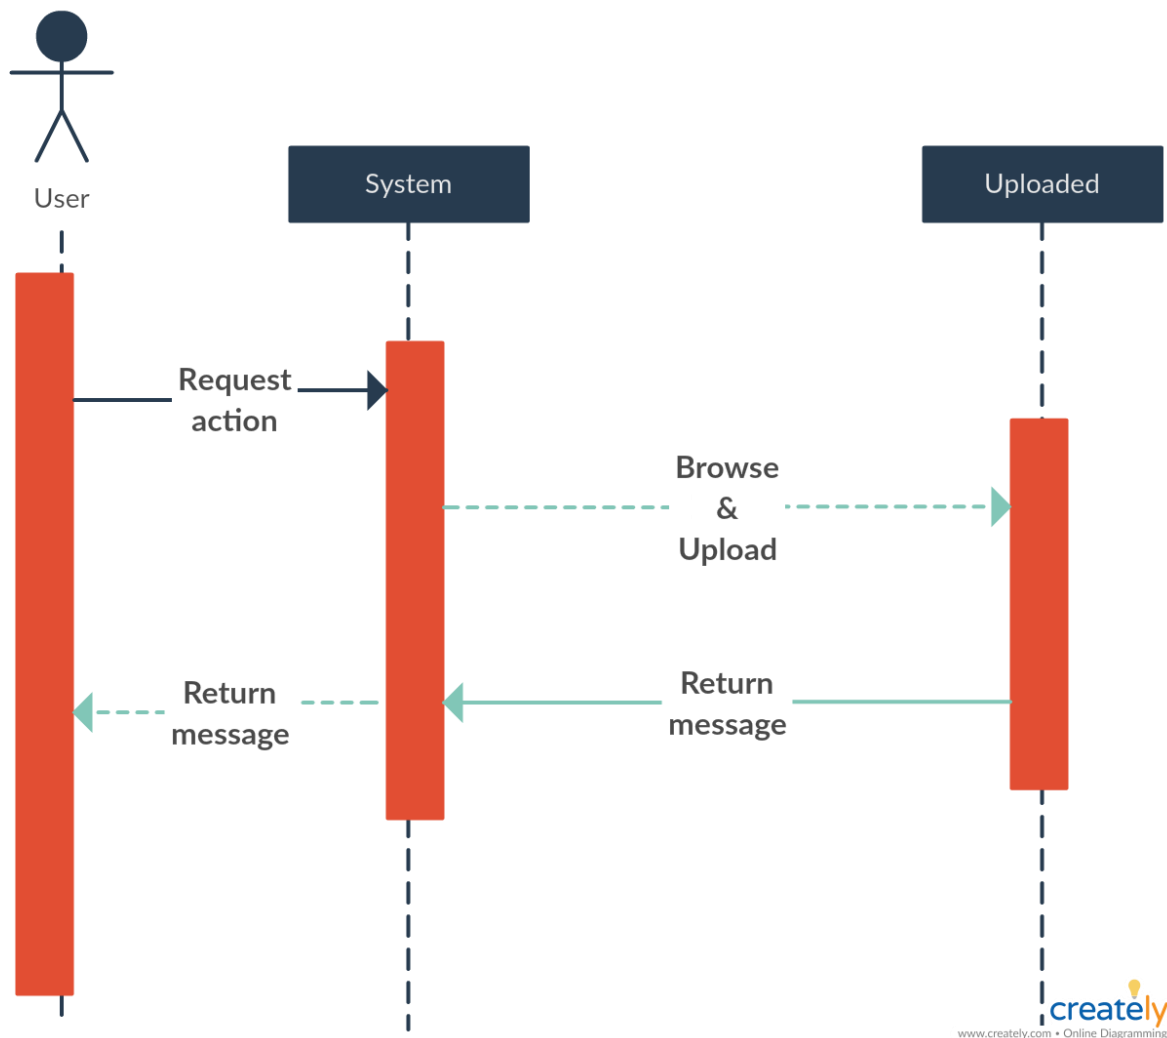 User
System
Uploaded
Request
action
Browse
&
Upload
Return
message
Return
message
creately
www.creately.com • Online Diagramming